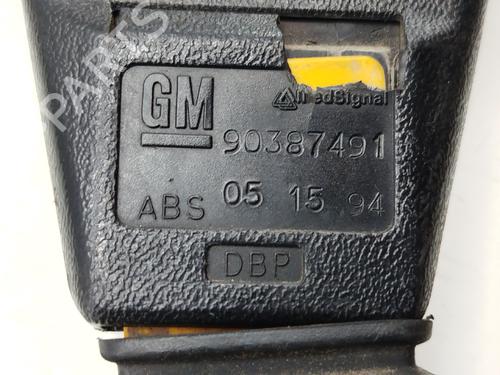 PARTS
GM
AlliedSignal
90387491
ABS 05 15 94
DBP